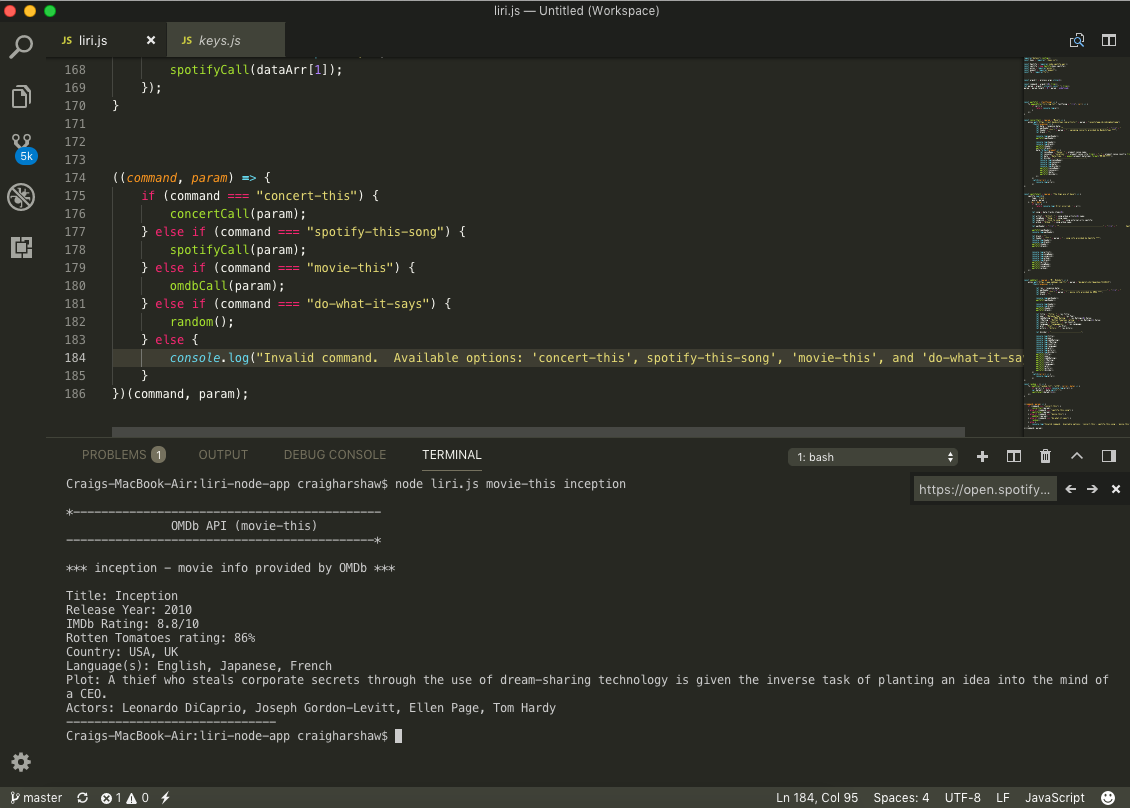 liri.js — Untitled (Workspace)
JS liri.js
JS keys.js
168 spotifyCall(dataArr[1]);
169 });
170 }
171
172
173
174 ((command, param) => {
175 if (command === "concert-this") {
176 concertCall(param);
177 } else if (command === "spotify-this-song") {
178 spotifyCall(param);
179 } else if (command === "movie-this") {
180 omdbCall(param);
181 } else if (command === "do-what-it-says") {
182 random();
183 } else {
184 console.log("Invalid command.  Available options: 'concert-this', spotify-this-song', 'movie-this', and 'do-what-it-sa
185 }
186 })(command, param);
5k
PROBLEMS 1 OUTPUT DEBUG CONSOLE TERMINAL 1: bash
Craigs-MacBook-Air:liri-node-app craigharshaw$ node liri.js movie-this inception
https://open.spotify...
*--------------------------------------------
OMDb API (movie-this)
--------------------------------------------*
*** inception - movie info provided by OMDb ***
Title: Inception
Release Year: 2010
IMDb Rating: 8.8/10
Rotten Tomatoes rating: 86%
Country: USA, UK
Language(s): English, Japanese, French
Plot: A thief who steals corporate secrets through the use of dream-sharing technology is given the inverse task of planting an idea into the mind of
a CEO.
Actors: Leonardo DiCaprio, Joseph Gordon-Levitt, Ellen Page, Tom Hardy
------------------------------
Craigs-MacBook-Air:liri-node-app craigharshaw$
master 1 0 Ln 184, Col 95 Spaces: 4 UTF-8 LF JavaScript